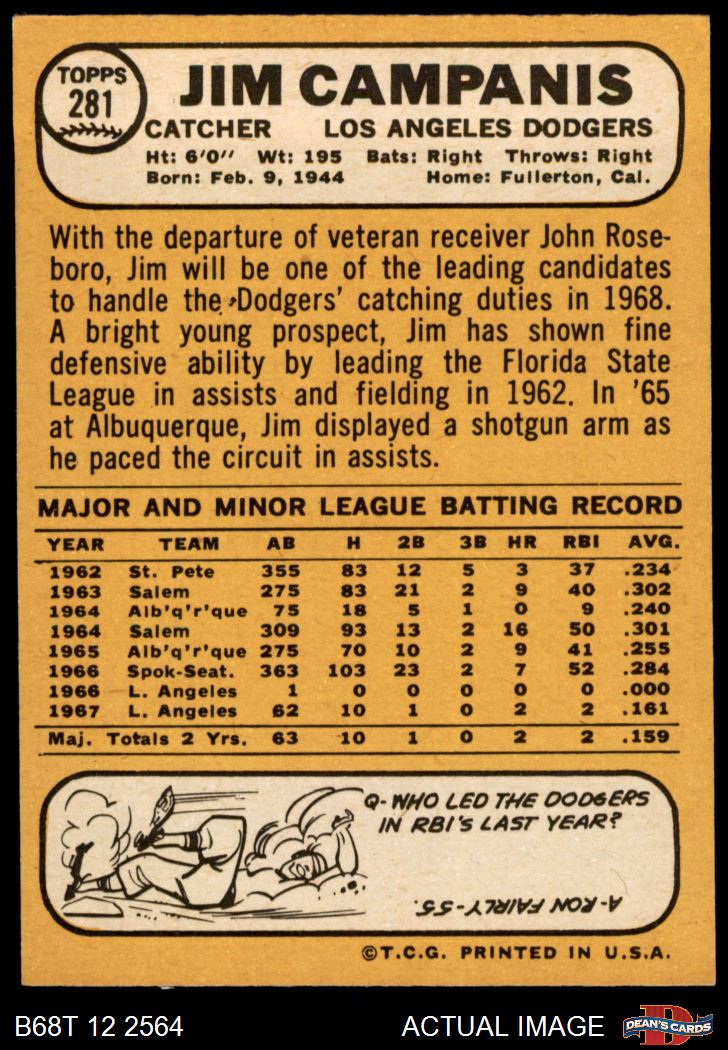 TOPPS
281
JIM CAMPANIS
CATCHER LOS ANGELES DODGERS
Ht: 6'0" Wt: 195 Bats: Right Throws: Right
Born: Feb. 9, 1944 Home: Fullerton, Cal.
With the departure of veteran receiver John Rose-
boro, Jim will be one of the leading candidates
to handle the Dodgers' catching duties in 1968.
A bright young prospect, Jim has shown fine
defensive ability by leading the Florida State
League in assists and fielding in 1962. In '65
at Albuquerque, Jim displayed a shotgun arm as
he paced the circuit in assists.
MAJOR AND MINOR LEAGUE BATTING RECORD
YEAR TEAM AB H 2B 3B HR RBI AVG.
1962 St. Pete 355 83 12 5 3 37 .234
1963 Salem 275 83 21 2 9 40 .302
1964 Alb'q'r'que 75 18 5 1 0 9 .240
1964 Salem 309 93 13 2 16 50 .301
1965 Alb'q'r'que 275 70 10 2 9 41 .255
1966 Spok-Seat. 363 103 23 2 7 52 .284
1966 L. Angeles 1 0 0 0 0 0 .000
1967 L. Angeles 62 10 1 0 2 2 .161
Maj. Totals 2 Yrs. 63 10 1 0 2 2 .159
Q-WHO LED THE DODGERS
IN RBI'S LAST YEAR?
A-RON FAIRLY-55.
©T.C.G. PRINTED IN U.S.A.
B68T 12 2564 ACTUAL IMAGE
D
DEAN'S CARDS